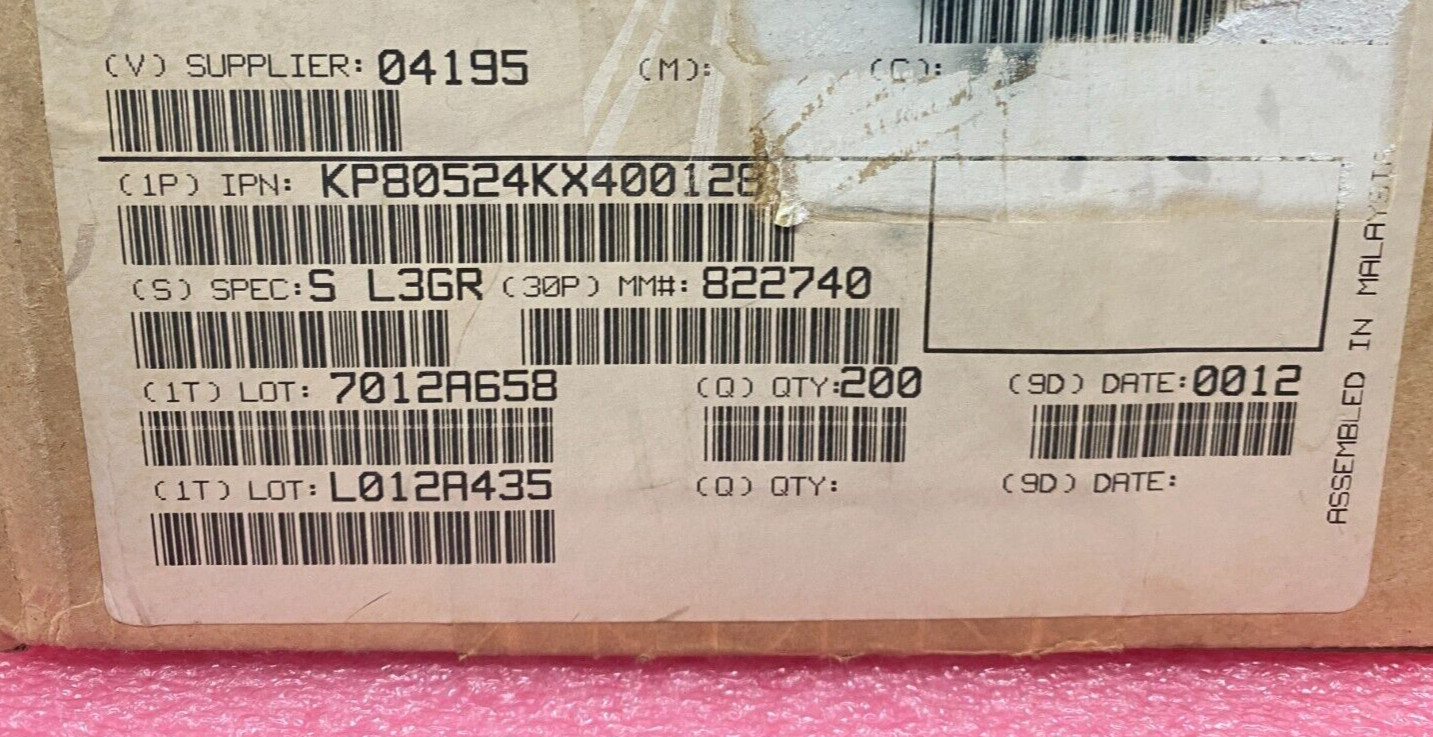 (V) SUPPLIER: 04195 (M): (C):
(1P) IPN: KP80524KX400128
(S) SPEC: S L3GR (30P) MM#: 822740
(1T) LOT: 7012A658 (Q) QTY: 200 (9D) DATE: 0012
(1T) LOT: L012A435 (Q) QTY: (9D) DATE:
ASSEMBLED IN MALAYSIA